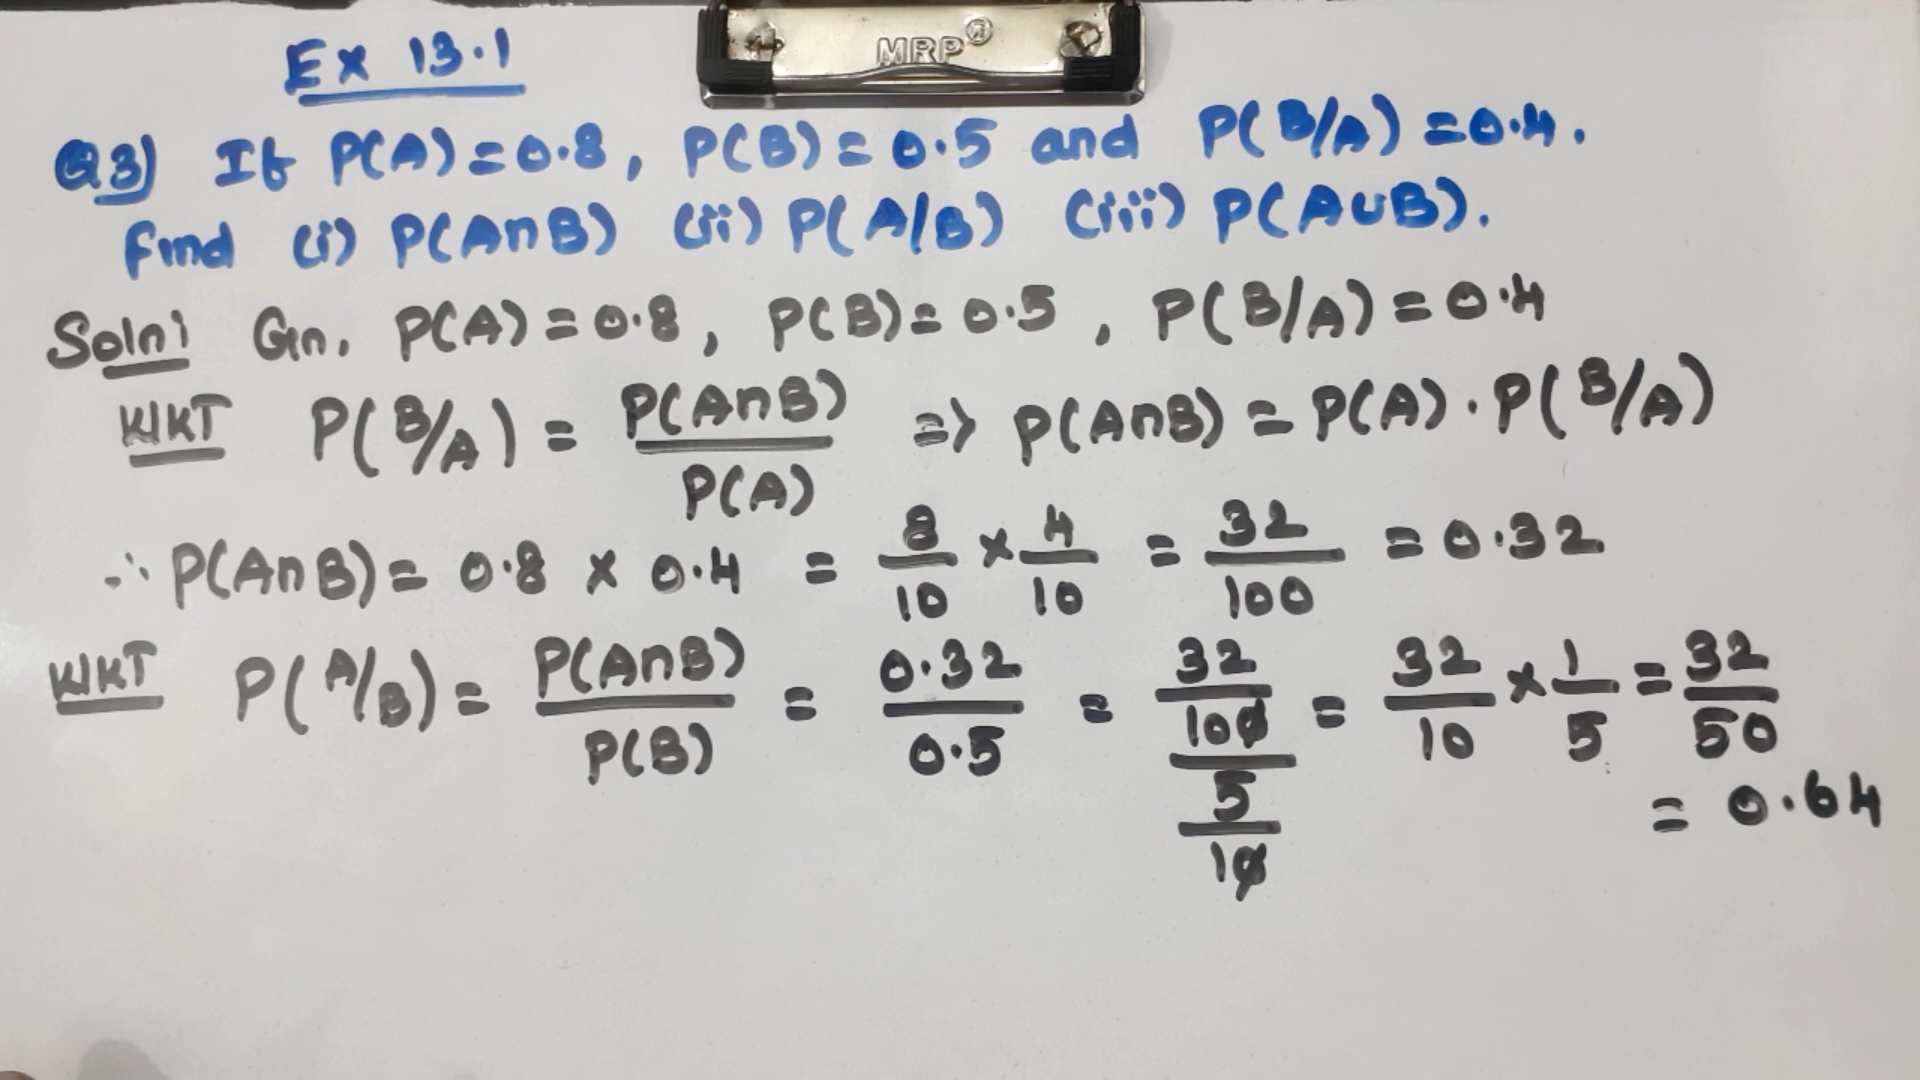 MRP®
Ex 13.1
Q3) If P(A)=0.8, P(B)=0.5 and P(B/A)=0.4.
Find (i) P(A∩B) (ii) P(A/B) (iii) P(A∪B).
Soln: Gn. P(A)=0.8, P(B)=0.5, P(B/A)=0.4
WKT P(B/A) = P(A∩B)/P(A) => P(A∩B) = P(A).P(B/A)
∴ P(A∩B) = 0.8 × 0.4 = 8/10 × 4/10 = 32/100 = 0.32
WKT P(A/B) = P(A∩B)/P(B) = 0.32/0.5 = (32/100)/(5/10) = 32/10 × 1/5 = 32/50
= 0.64